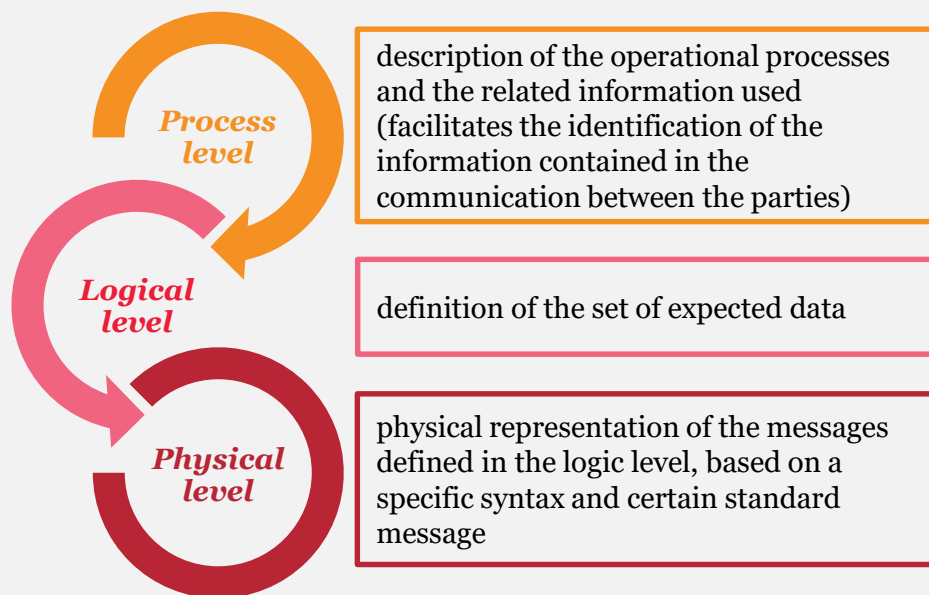 Process
level
description of the operational processes
and the related information used
(facilitates the identification of the
information contained in the
communication between the parties)
Logical
level
definition of the set of expected data
Physical
level
physical representation of the messages
defined in the logic level, based on a
specific syntax and certain standard
message